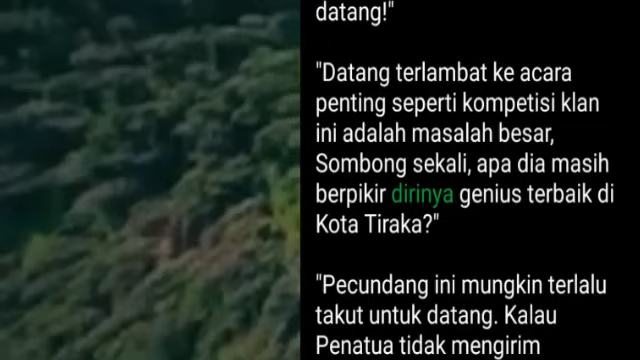 datang!"
"Datang terlambat ke acara
penting seperti kompetisi klan
ini adalah masalah besar,
Sombong sekali, apa dia masih
berpikir dirinya genius terbaik di
Kota Tiraka?"
"Pecundang ini mungkin terlalu
takut untuk datang. Kalau
Penatua tidak mengirim